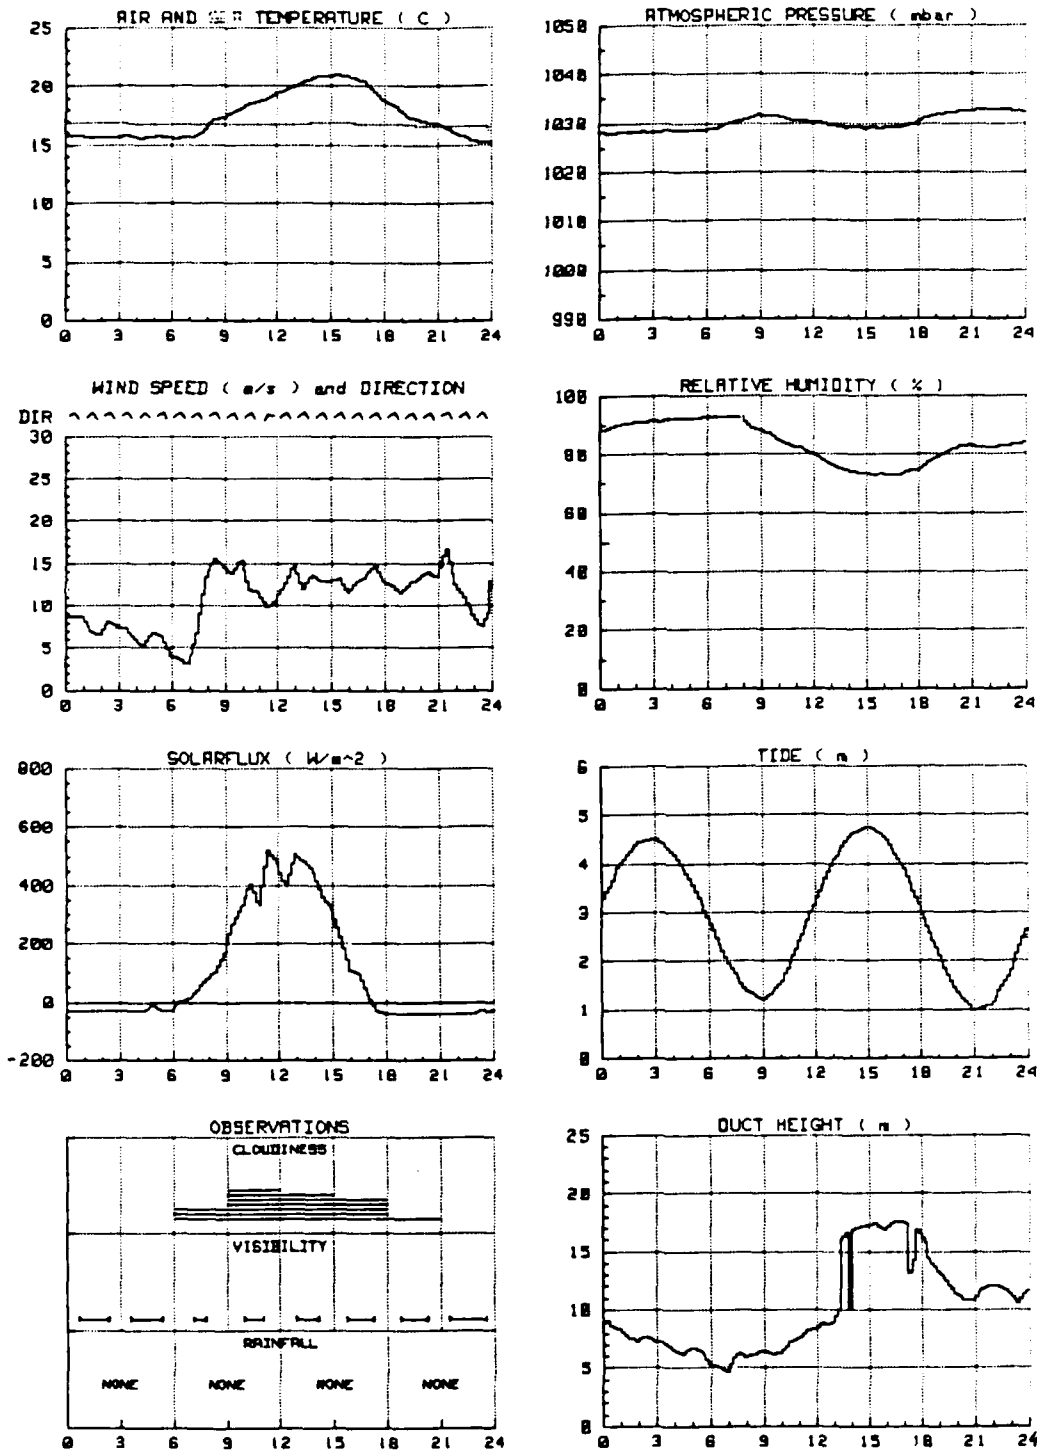 AIR AND SEA TEMPERATURE ( C )
25
20
15
10
5
0
0 3 6 9 12 15 18 21 24
ATMOSPHERIC PRESSURE ( mbar )
1050
1040
1030
1020
1010
1000
990
0 3 6 9 12 15 18 21 24
WIND SPEED ( m/s ) and DIRECTION
DIR
30
25
20
15
10
5
0
0 3 6 9 12 15 18 21 24
RELATIVE HUMIDITY ( % )
100
80
60
40
20
0
0 3 6 9 12 15 18 21 24
SOLARFLUX ( W/m^2 )
800
600
400
200
0
-200
0 3 6 9 12 15 18 21 24
TIDE ( m )
6
5
4
3
2
1
0
0 3 6 9 12 15 18 21 24
OBSERVATIONS
CLOUDINESS
VISIBILITY
RAINFALL
NONE NONE NONE NONE
0 3 6 9 12 15 18 21 24
DUCT HEIGHT ( m )
25
20
15
10
5
0
0 3 6 9 12 15 18 21 24